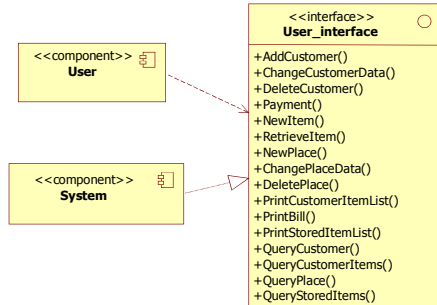 <<component>>
User
<<component>>
System
<<interface>>
User_interface
+AddCustomer()
+ChangeCustomerData()
+DeleteCustomer()
+Payment()
+NewItem()
+RetrieveItem()
+NewPlace()
+ChangePlaceData()
+DeletePlace()
+PrintCustomerItemList()
+PrintBill()
+PrintStoredItemList()
+QueryCustomer()
+QueryCustomerItems()
+QueryPlace()
+QueryStoredItems()